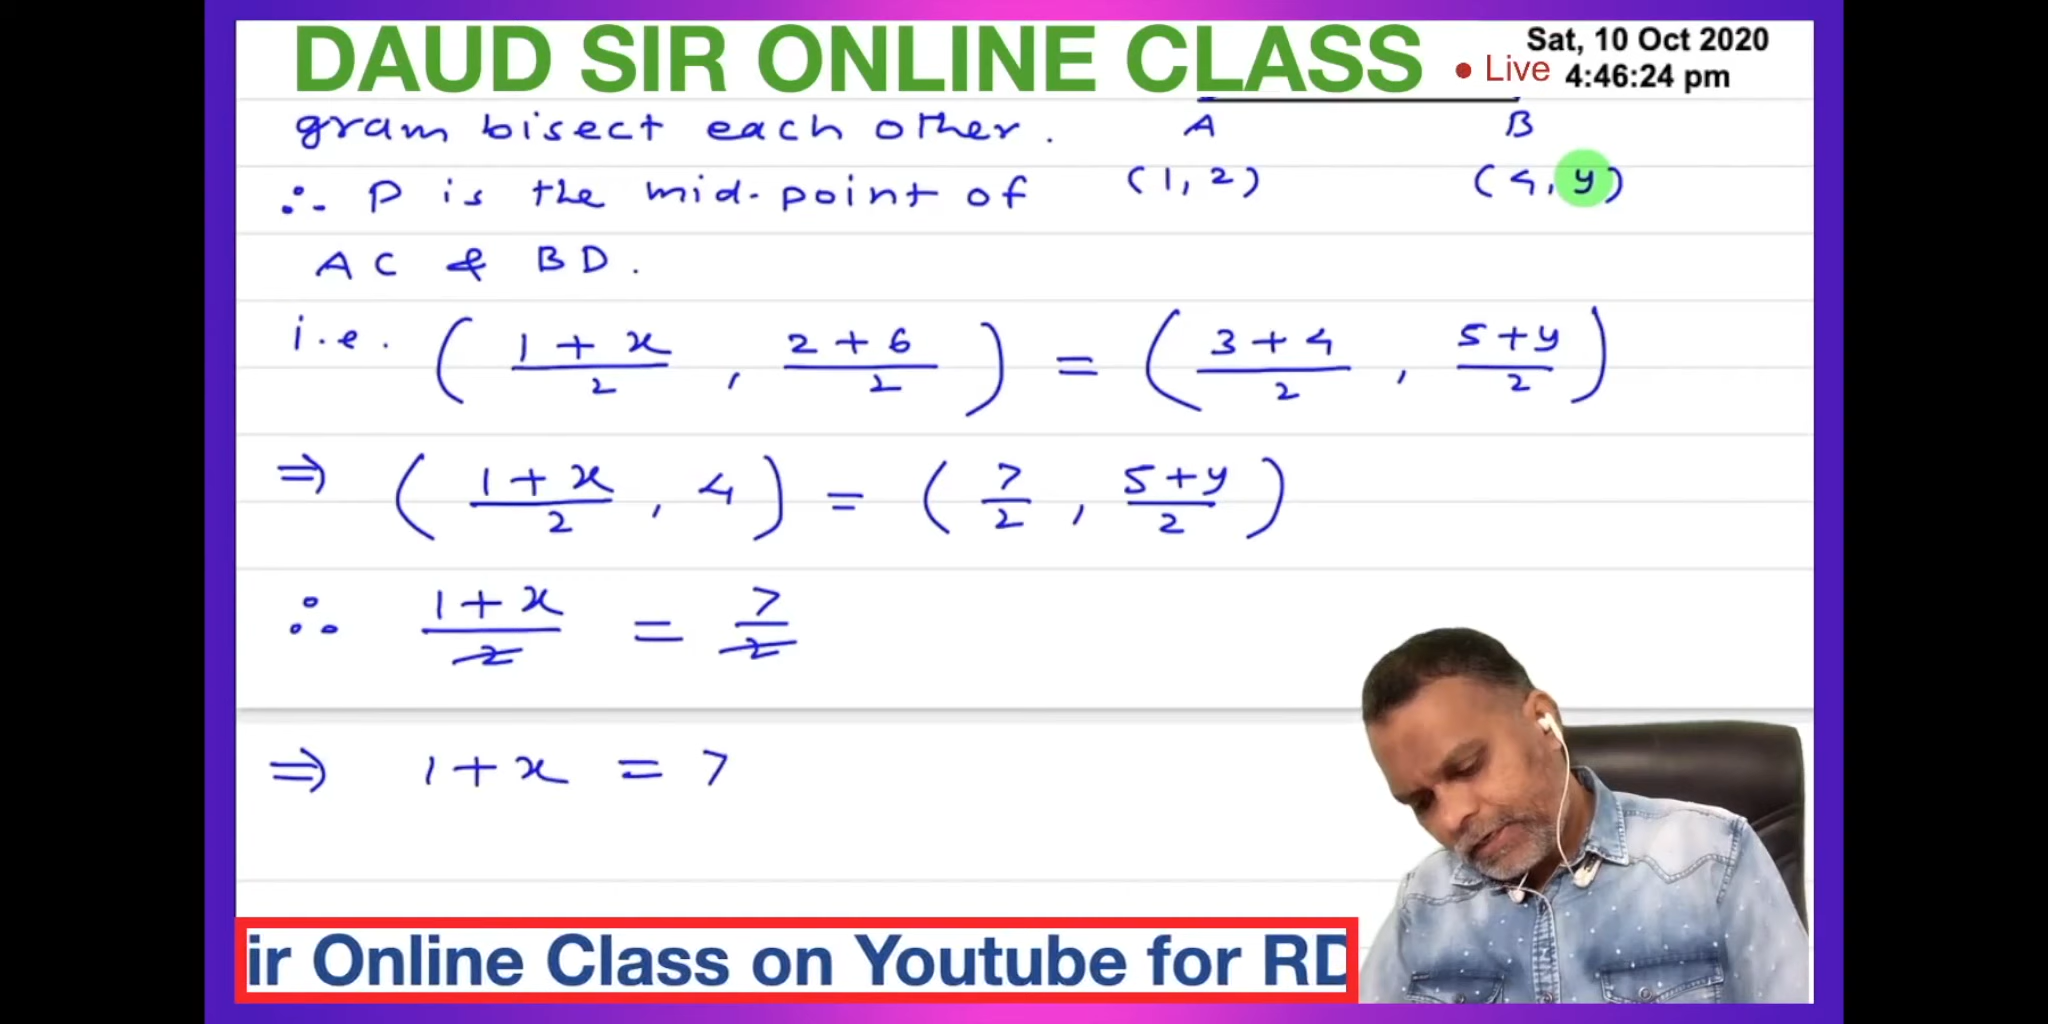 DAUD SIR ONLINE CLASS
• Live
Sat, 10 Oct 2020
4:46:24 pm
gram bisect each other.
A B
∴ P is the mid-point of
(1, 2) (4, y)
AC & BD.
i.e. ( (1 + x)/2 , (2 + 6)/2 ) = ( (3 + 4)/2 , (5 + y)/2 )
⇒ ( (1 + x)/2 , 4 ) = ( 7/2 , (5 + y)/2 )
∴ (1 + x)/2 = 7/2
⇒ 1 + x = 7
ir Online Class on Youtube for RD